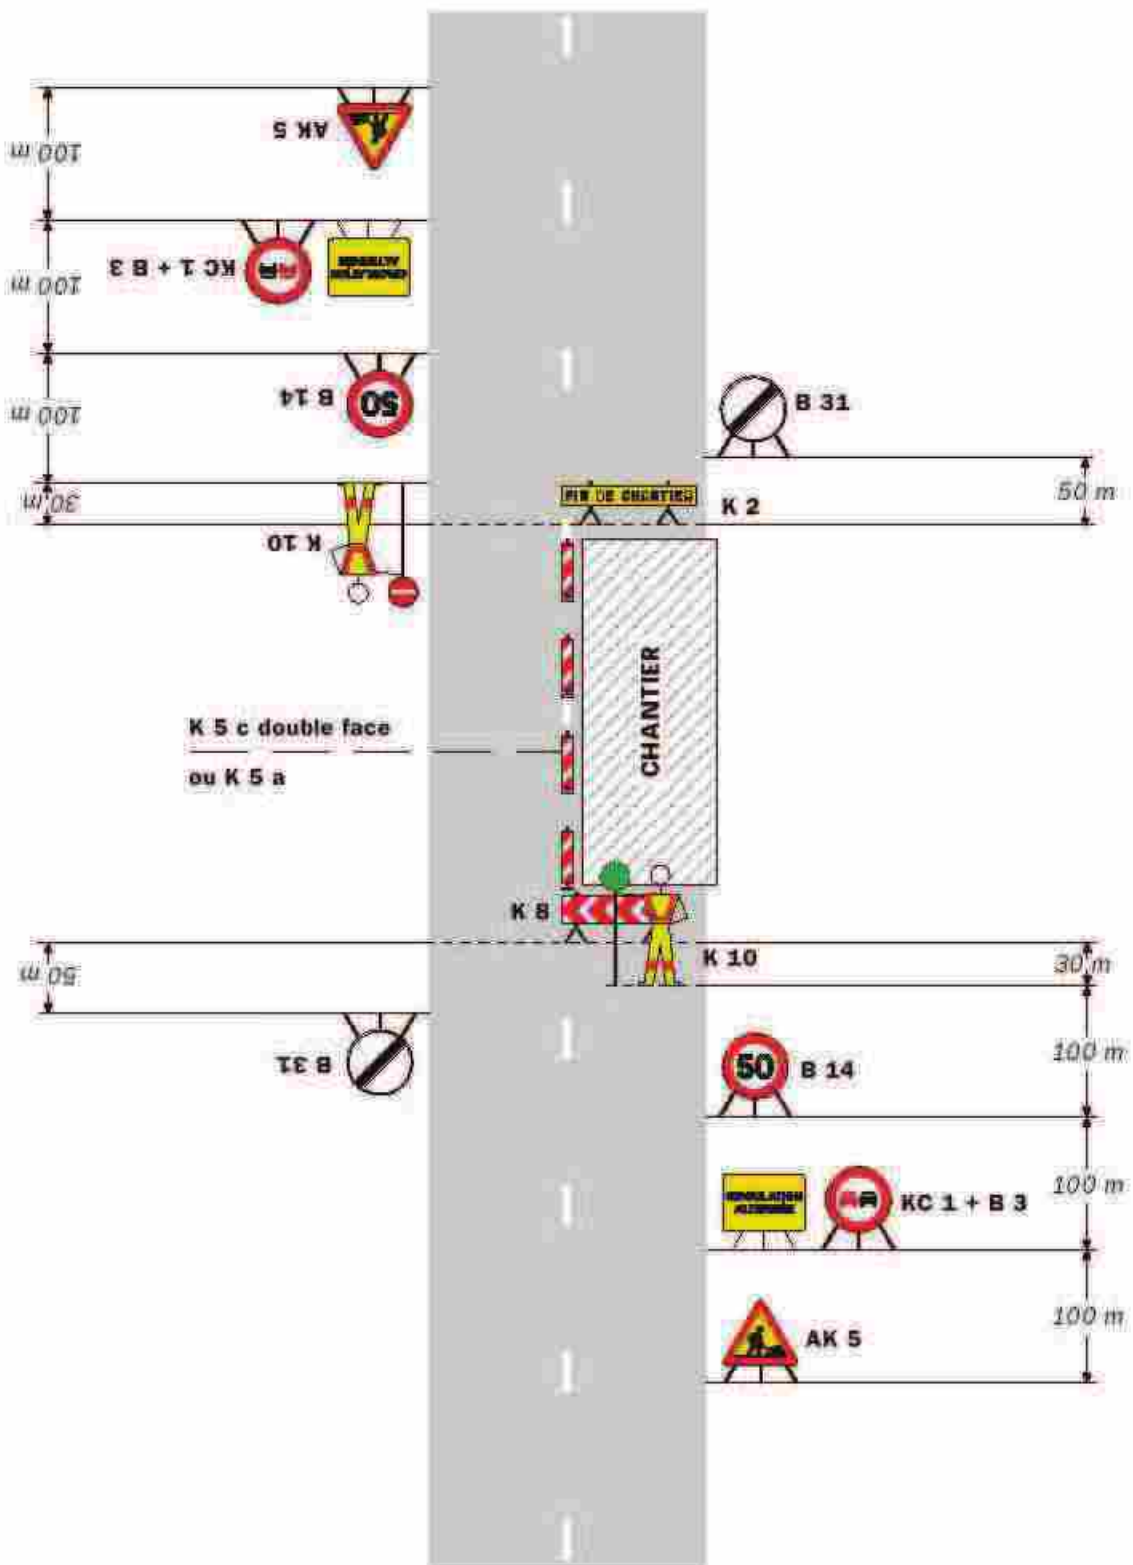 AK 5
100 m
KC 1 + B 3
100 m
B 14
50
100 m
B 31
50 m
30 m
K 10
FIN DE CHANTIER
K 2
CHANTIER
K 5 c double face
ou K 5 a
K 8
K 10
30 m
50 m
B 31
50
B 14
100 m
CIRCULATION
ALTERNEE
KC 1 + B 3
100 m
AK 5
100 m